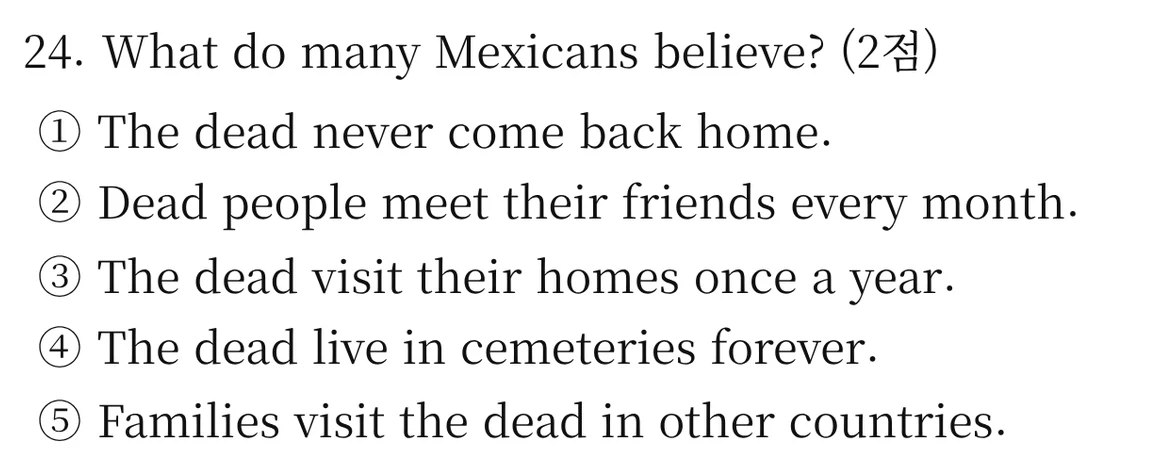 24. What do many Mexicans believe? (2점)
① The dead never come back home.
② Dead people meet their friends every month.
③ The dead visit their homes once a year.
④ The dead live in cemeteries forever.
⑤ Families visit the dead in other countries.